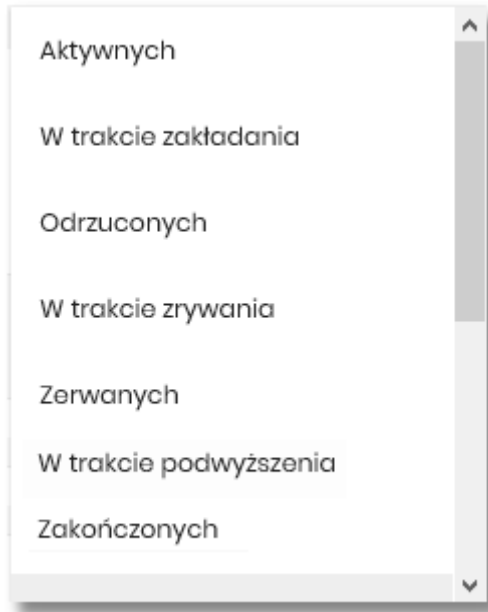 Aktywnych
W trakcie zakładania
Odrzuconych
W trakcie zrywania
Zerwanych
W trakcie podwyższenia
Zakończonych